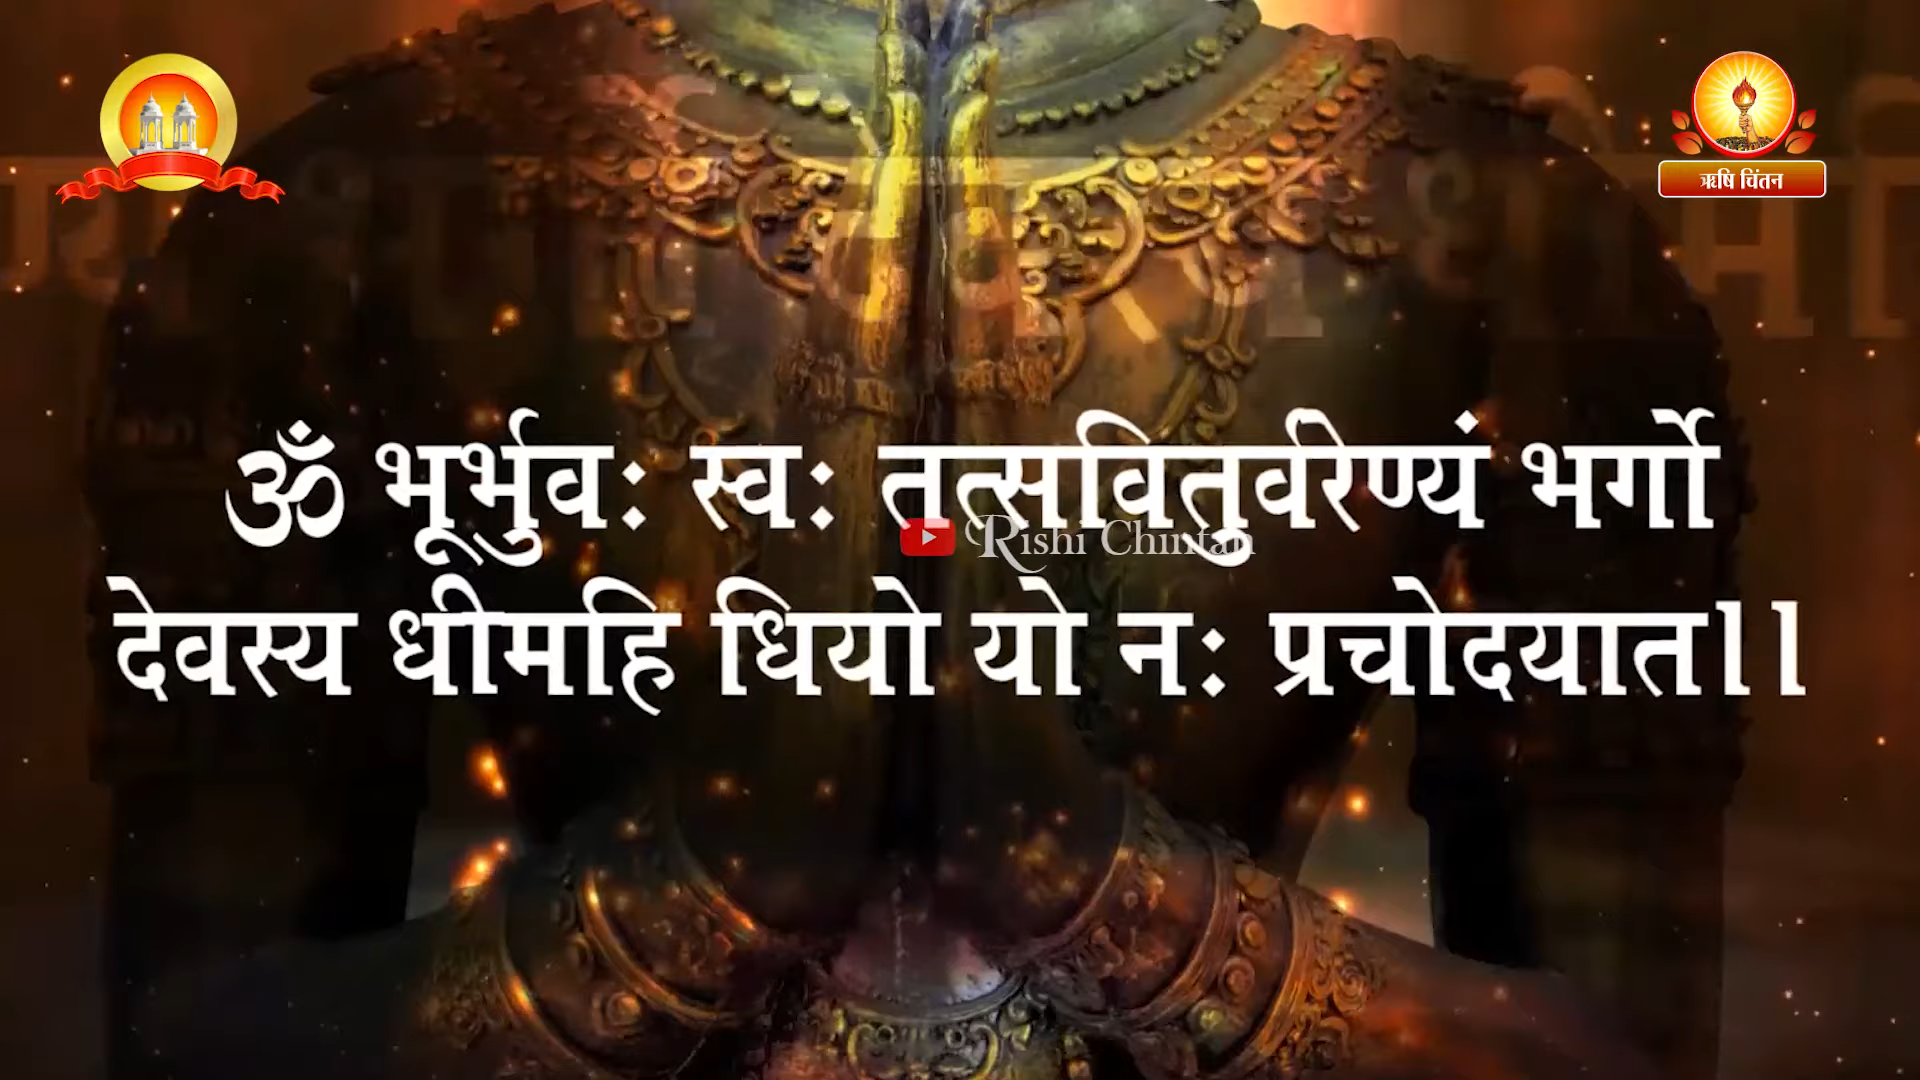 ऋषि चिंतन
ॐ भूर्भुवः स्वः तत्सवितुर्वरेण्यं भर्गो
Rishi Chintan
देवस्य धीमहि धियो यो नः प्रचोदयात।।